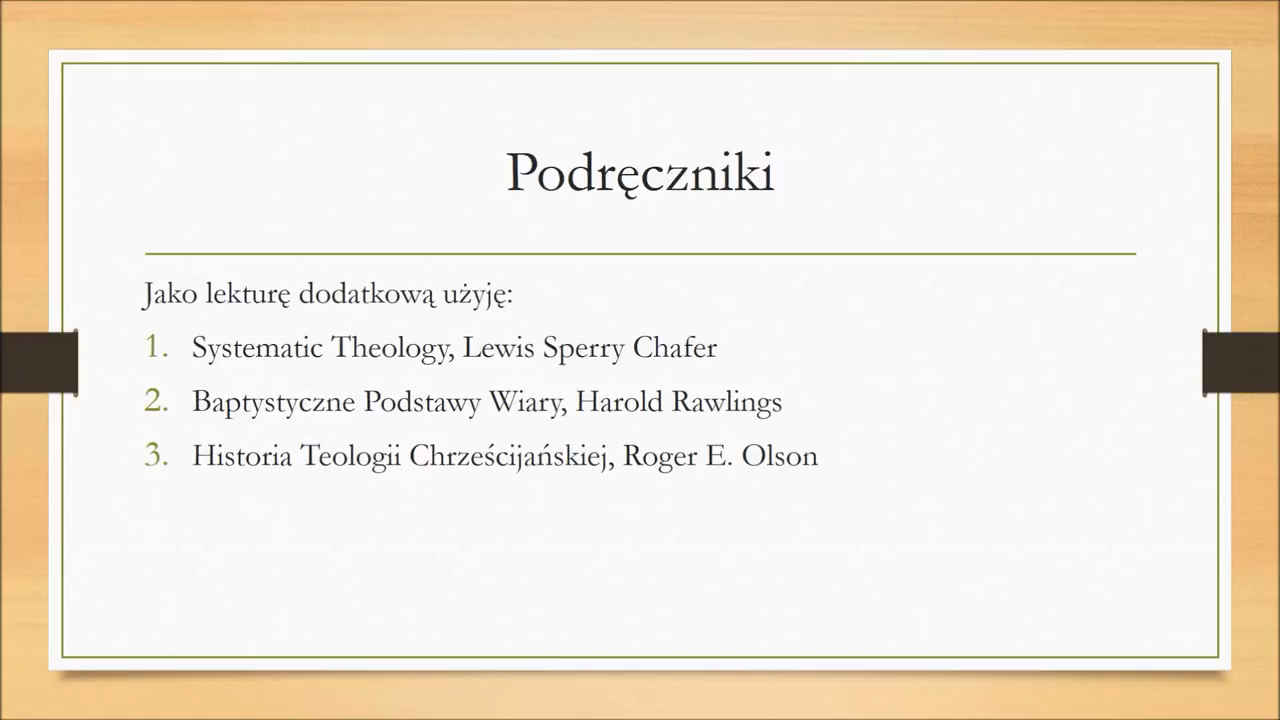 Podręczniki
Jako lekturę dodatkową użyję:
1. Systematic Theology, Lewis Sperry Chafer
2. Baptystyczne Podstawy Wiary, Harold Rawlings
3. Historia Teologii Chrześcijańskiej, Roger E. Olson